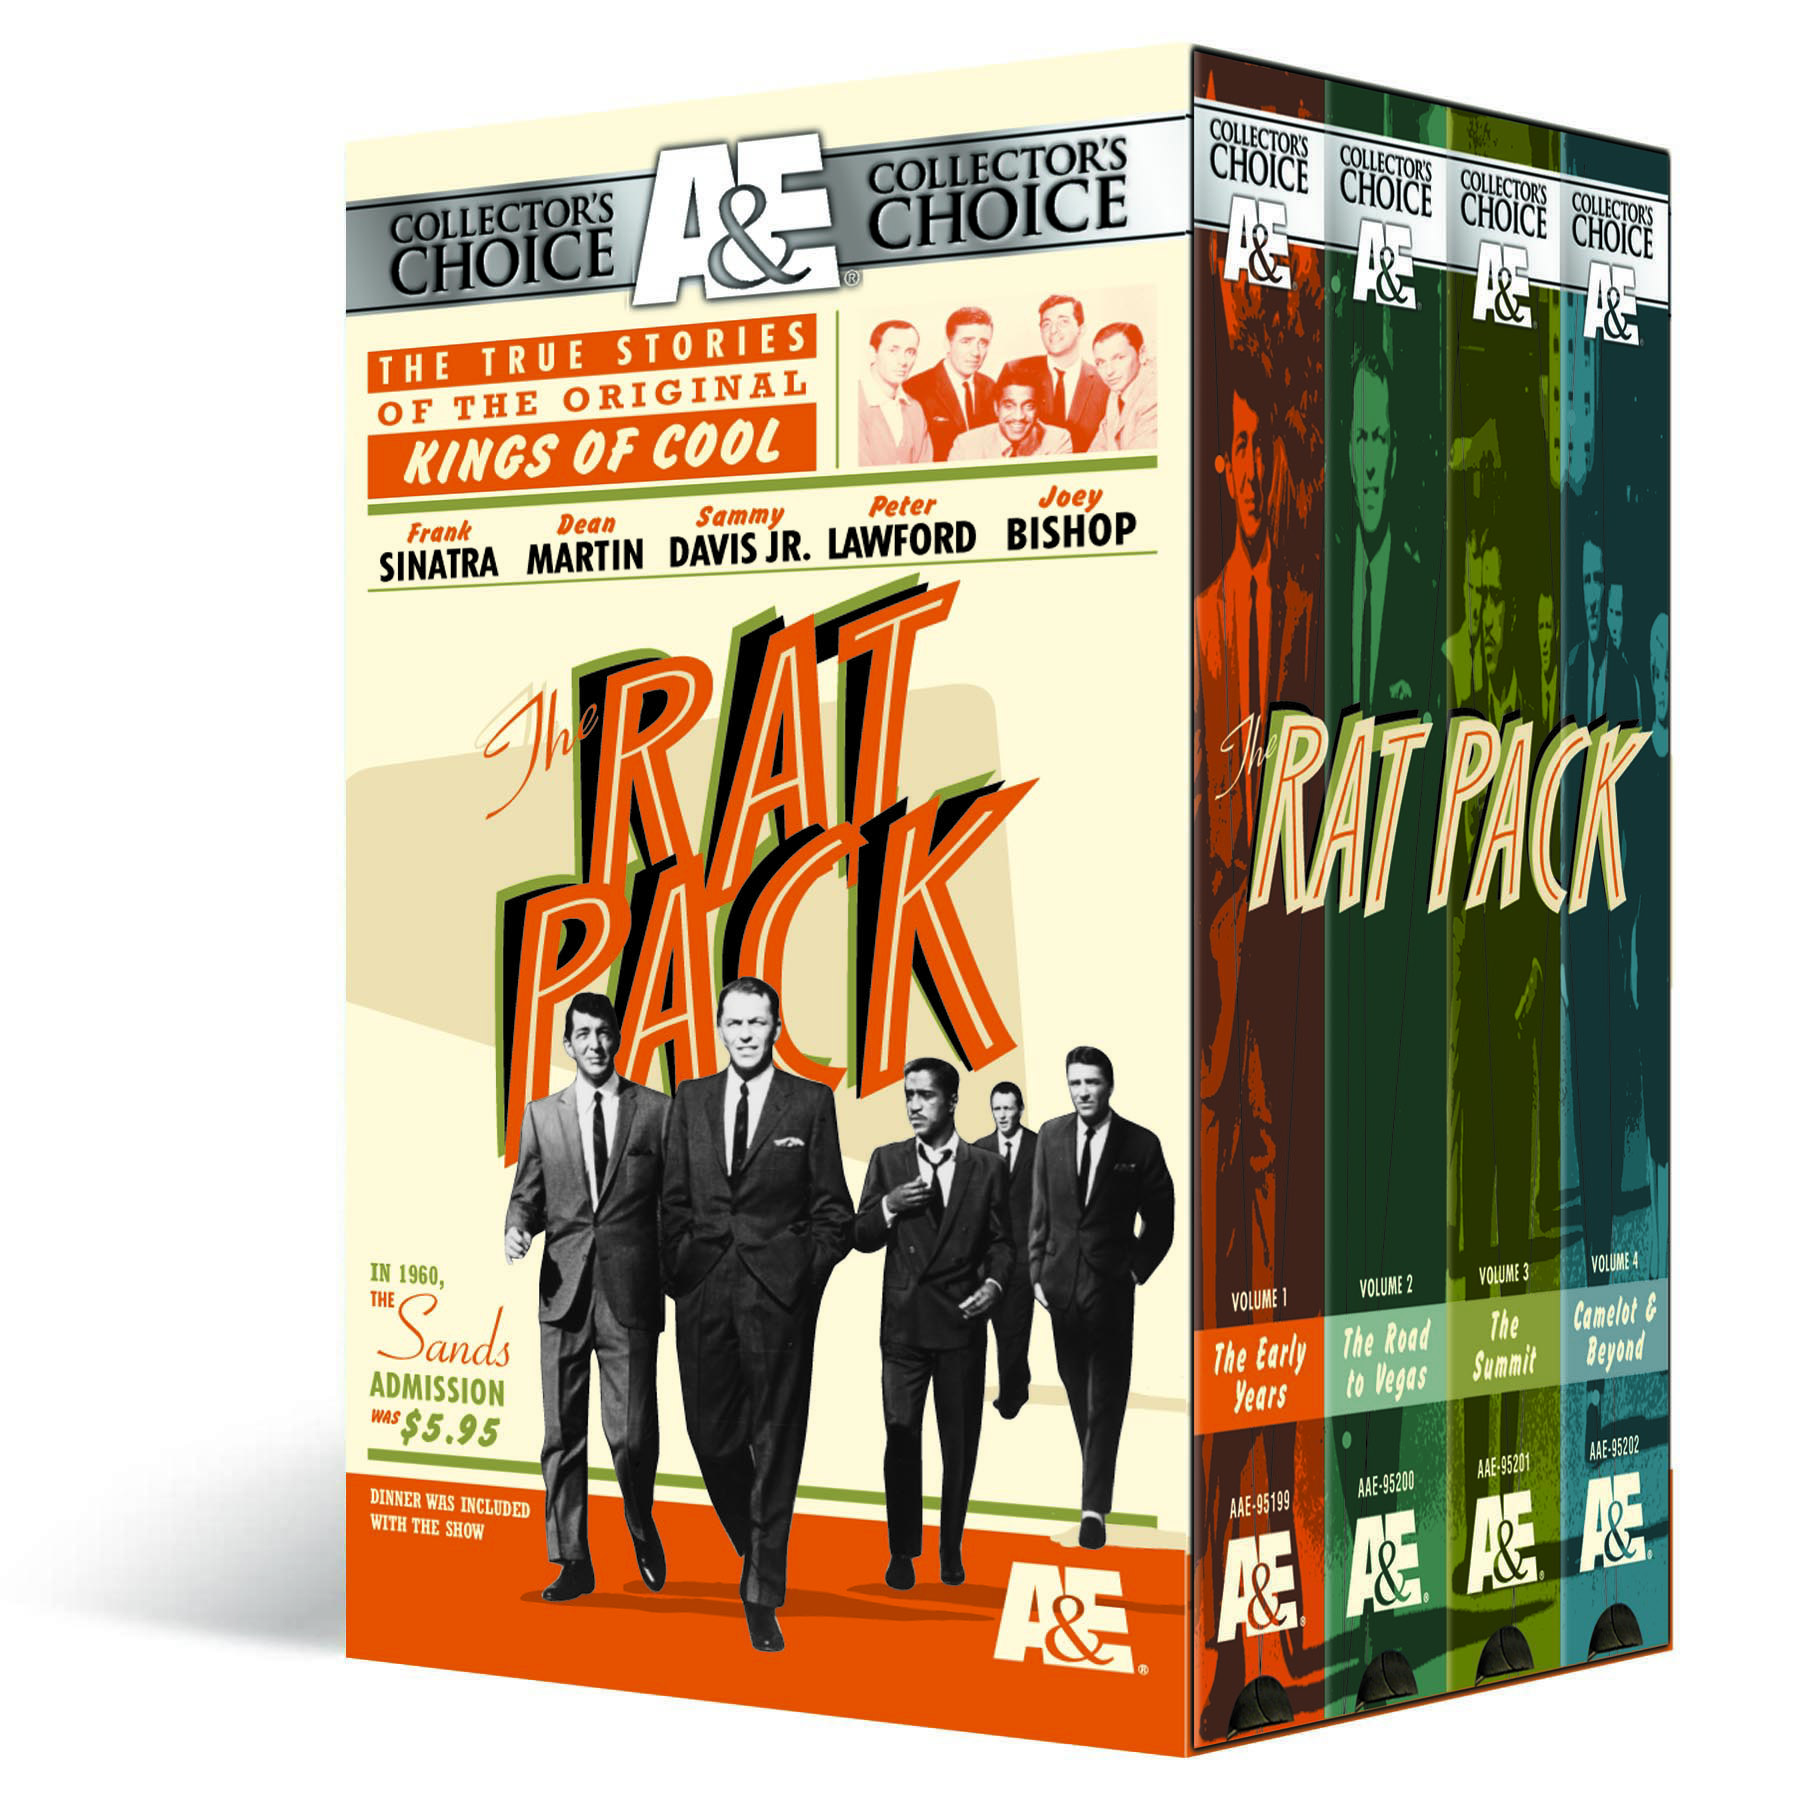 COLLECTOR'S
CHOICE
A&E®
COLLECTOR'S
CHOICE
THE TRUE STORIES
OF THE ORIGINAL
KINGS OF COOL
Frank
SINATRA
Dean
MARTIN
Sammy
DAVIS JR.
Peter
LAWFORD
Joey
BISHOP
The RAT
PACK
IN 1960,
THE Sands
ADMISSION
WAS $5.95
DINNER WAS INCLUDED
WITH THE SHOW
A&E®
COLLECTOR'S
CHOICE
A&E
COLLECTOR'S
CHOICE
A&E
COLLECTOR'S
CHOICE
A&E
COLLECTOR'S
CHOICE
A&E
The RAT PACK
VOLUME 1
The Early
Years
AAE-95199
A&E®
VOLUME 2
The Road
to Vegas
AAE-95200
A&E®
VOLUME 3
The
Summit
AAE-95201
A&E®
VOLUME 4
Camelot &
Beyond
AAE-95202
A&E®